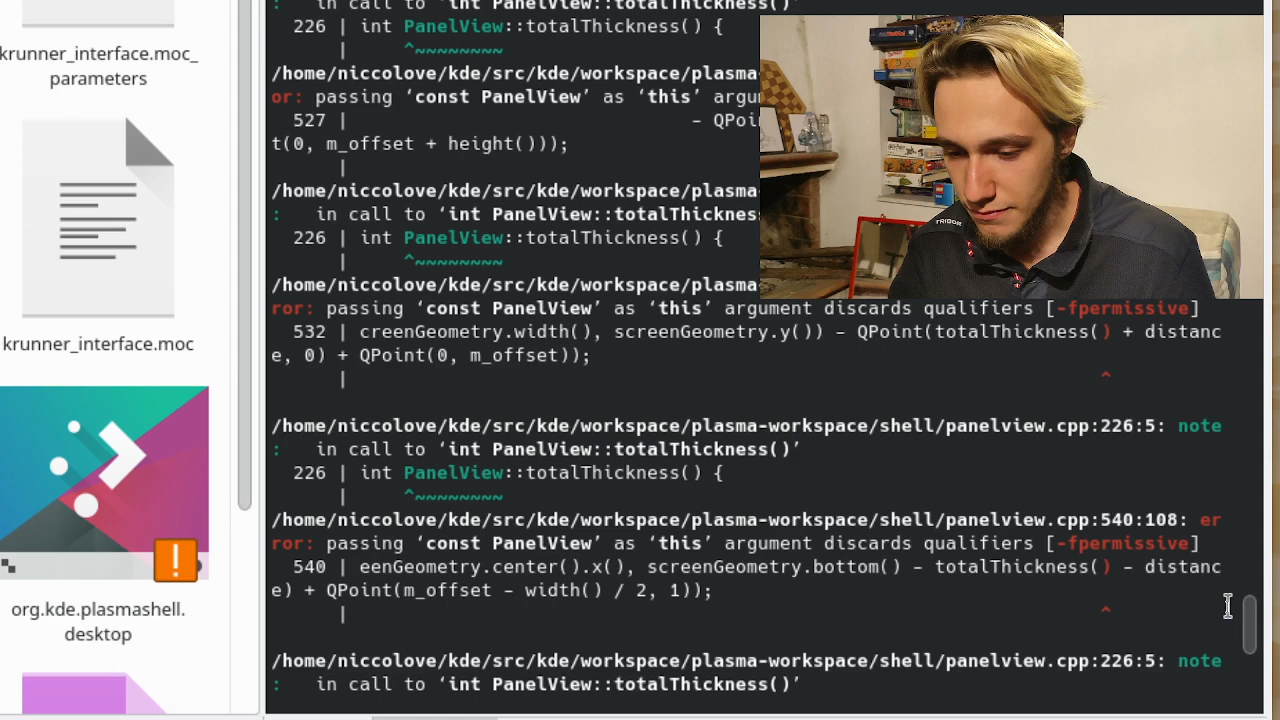 krunner_interface.moc_
parameters
krunner_interface.moc
org.kde.plasmashell.
desktop
:   in call to ‘int PanelView::totalThickness()’
226 | int PanelView::totalThickness() {
|     ^~~~~~~~~
/home/niccolove/kde/src/kde/workspace/plasma-
or: passing ‘const PanelView’ as ‘this’ argu
527 |                                - QPoi
t(0, m_offset + height()));
|
/home/niccolove/kde/src/kde/workspace/plasma-
:   in call to ‘int PanelView::totalThickness
226 | int PanelView::totalThickness() {
|     ^~~~~~~~~
/home/niccolove/kde/src/kde/workspace/plasma-
ror: passing ‘const PanelView’ as ‘this’ argument discards qualifiers [-fpermissive]
532 | creenGeometry.width(), screenGeometry.y()) - QPoint(totalThickness() + distanc
e, 0) + QPoint(0, m_offset));
|                                                                    ^
/home/niccolove/kde/src/kde/workspace/plasma-workspace/shell/panelview.cpp:226:5: note
:   in call to ‘int PanelView::totalThickness()’
226 | int PanelView::totalThickness() {
|     ^~~~~~~~~
/home/niccolove/kde/src/kde/workspace/plasma-workspace/shell/panelview.cpp:540:108: er
ror: passing ‘const PanelView’ as ‘this’ argument discards qualifiers [-fpermissive]
540 | eenGeometry.center().x(), screenGeometry.bottom() - totalThickness() - distanc
e) + QPoint(m_offset - width() / 2, 1));
|                                                                    ^
/home/niccolove/kde/src/kde/workspace/plasma-workspace/shell/panelview.cpp:226:5: note
:   in call to ‘int PanelView::totalThickness()’
TRIBOR